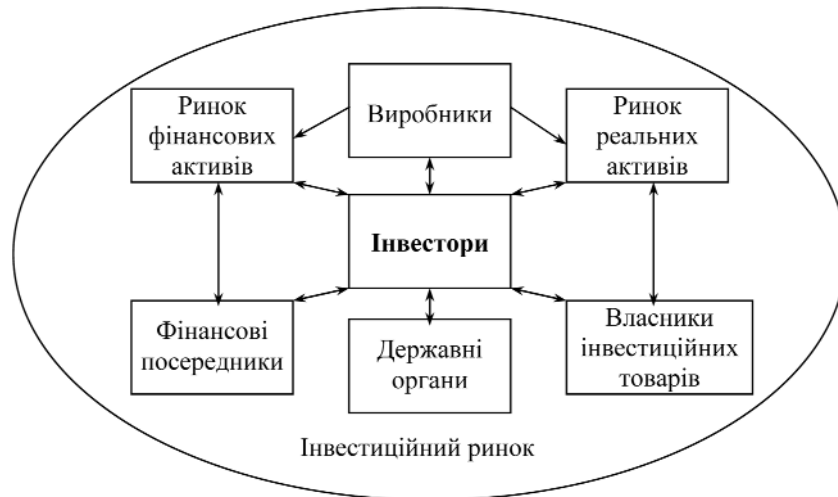 Ринок
фінансових
активів
Виробники
Ринок
реальних
активів
Інвестори
Фінансові
посередники
Державні
органи
Власники
інвестиційних
товарів
Інвестиційний ринок